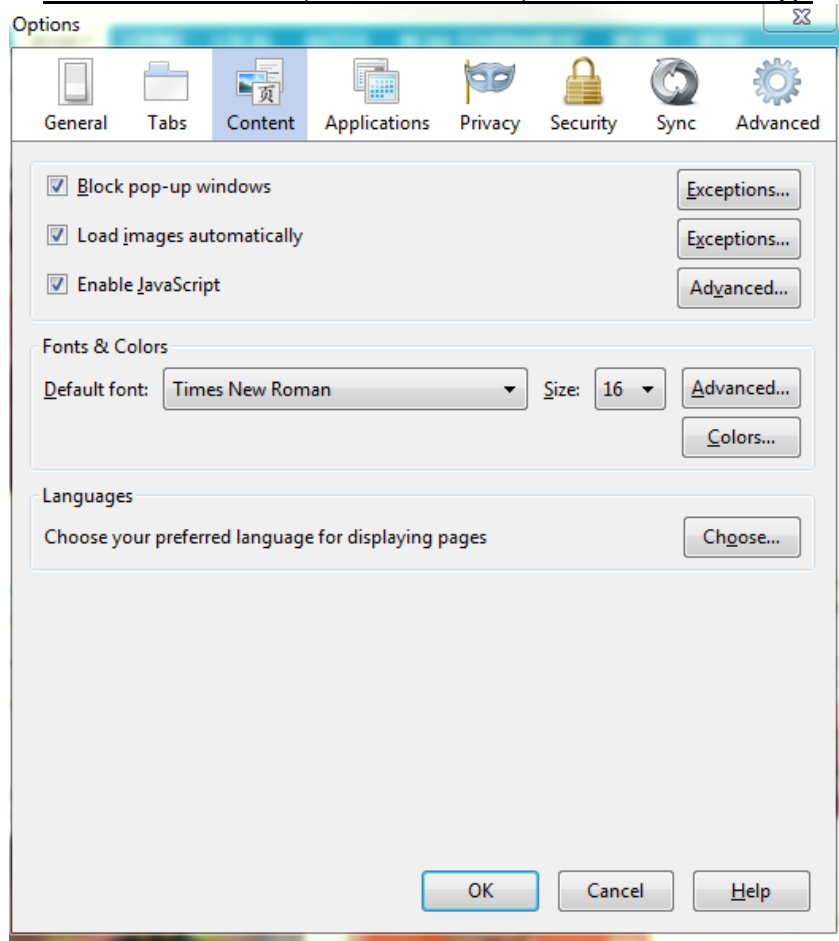 Options
页
General Tabs Content Applications Privacy Security Sync Advanced
Block pop-up windows Exceptions...
Load images automatically Exceptions...
Enable JavaScript Advanced...
Fonts & Colors
Default font: Times New Roman Size: 16 Advanced...
Colors...
Languages
Choose your preferred language for displaying pages Choose...
OK Cancel Help